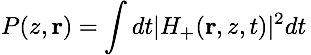 P(z, r) = ∫ dt|H₊(r, z, t)|²dt